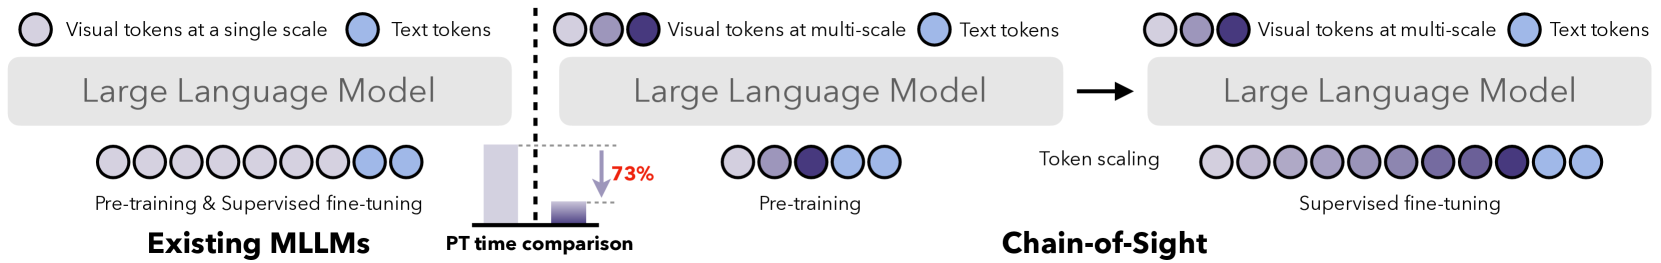 Visual tokens at a single scale Text tokens
Large Language Model
Pre-training & Supervised fine-tuning
Existing MLLMs
73%
PT time comparison
Visual tokens at multi-scale Text tokens
Large Language Model
Pre-training
Token scaling
Visual tokens at multi-scale Text tokens
Large Language Model
Supervised fine-tuning
Chain-of-Sight